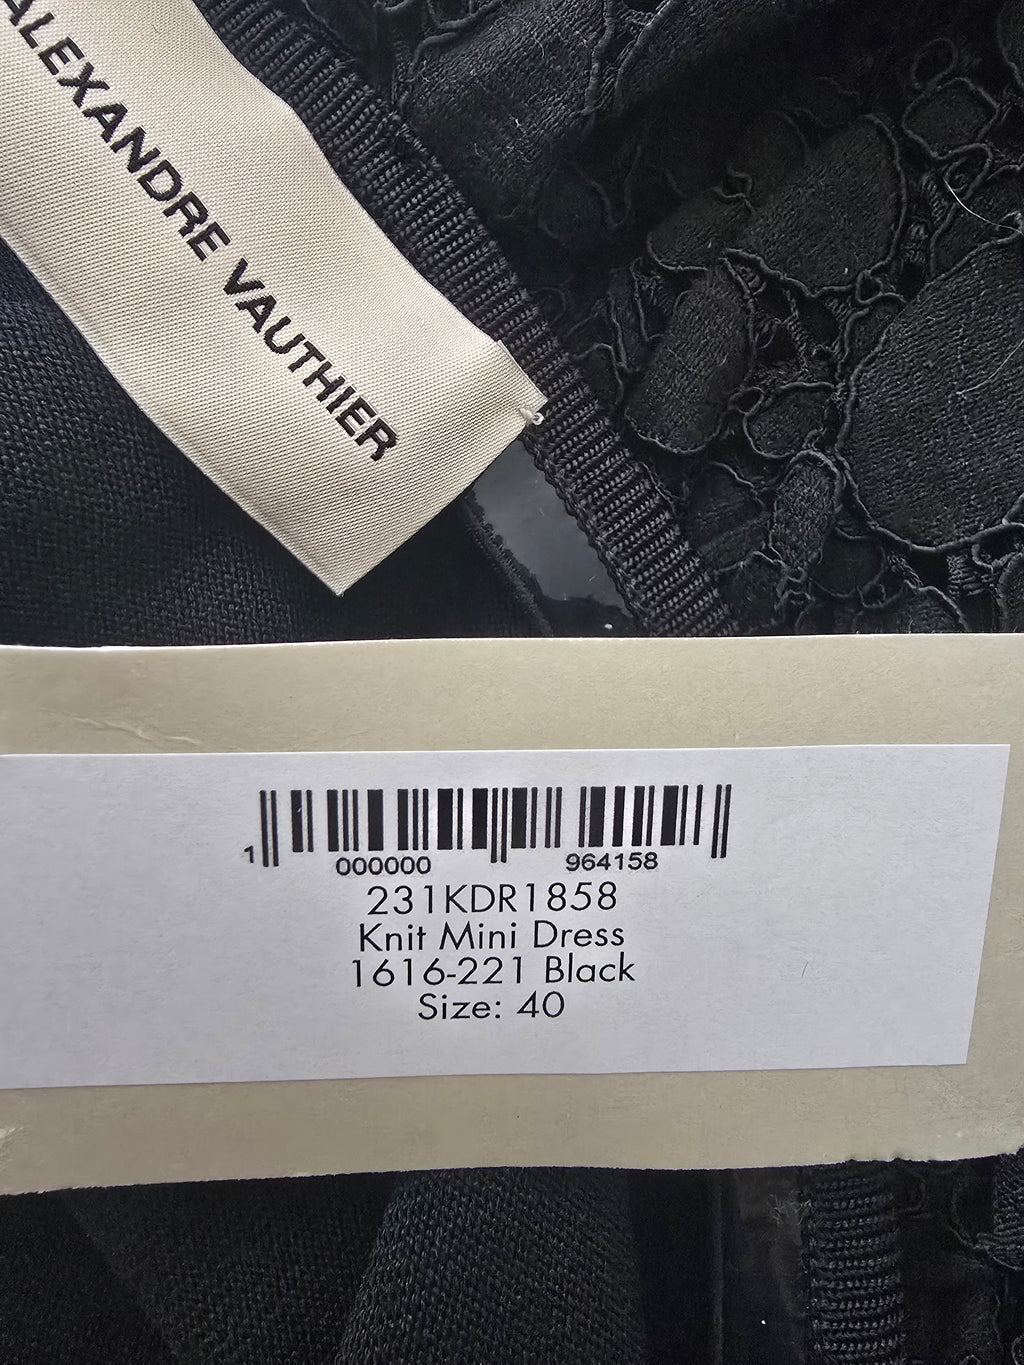 ALEXANDRE VAUTHIER
1 000000 964158
231KDR1858
Knit Mini Dress
1616-221 Black
Size: 40